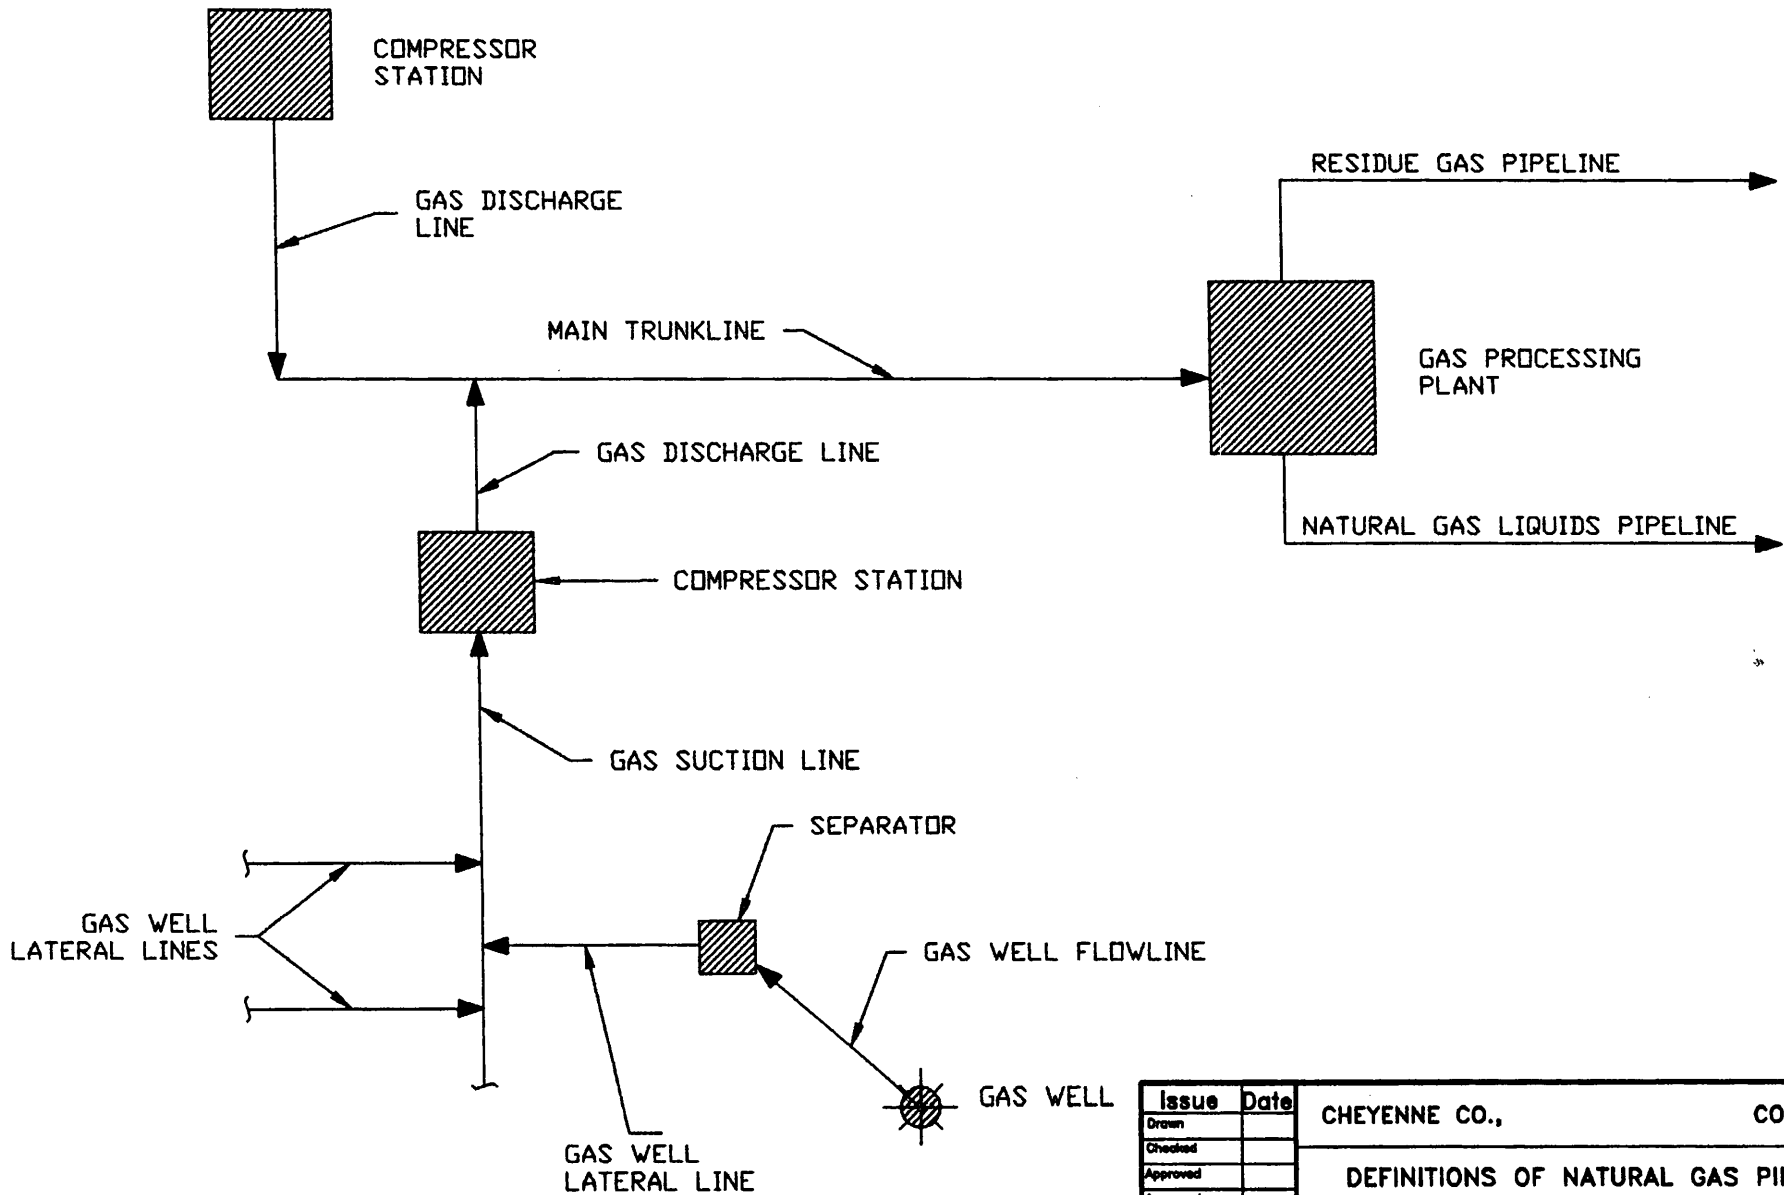 COMPRESSOR
STATION
GAS DISCHARGE
LINE
RESIDUE GAS PIPELINE
MAIN TRUNKLINE
GAS PROCESSING
PLANT
GAS DISCHARGE LINE
NATURAL GAS LIQUIDS PIPELINE
COMPRESSOR STATION
GAS SUCTION LINE
SEPARATOR
GAS WELL
LATERAL LINES
GAS WELL FLOWLINE
GAS WELL
GAS WELL
LATERAL LINE
Issue Date
Drawn
Checked
Approved
CHEYENNE CO., CO
DEFINITIONS OF NATURAL GAS